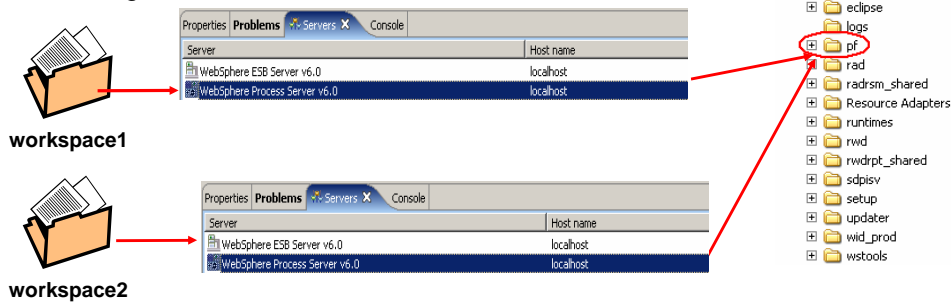 Properties Problems Servers X Console
Server Host name
WebSphere ESB Server v6.0 localhost
WebSphere Process Server v6.0 localhost
workspace1
Properties Problems Servers X Console
Server Host name
WebSphere ESB Server v6.0 localhost
WebSphere Process Server v6.0 localhost
workspace2
eclipse
logs
pf
rad
radrsm_shared
Resource Adapters
runtimes
rwd
rwdrpt_shared
sdpisv
setup
updater
wid_prod
wstools